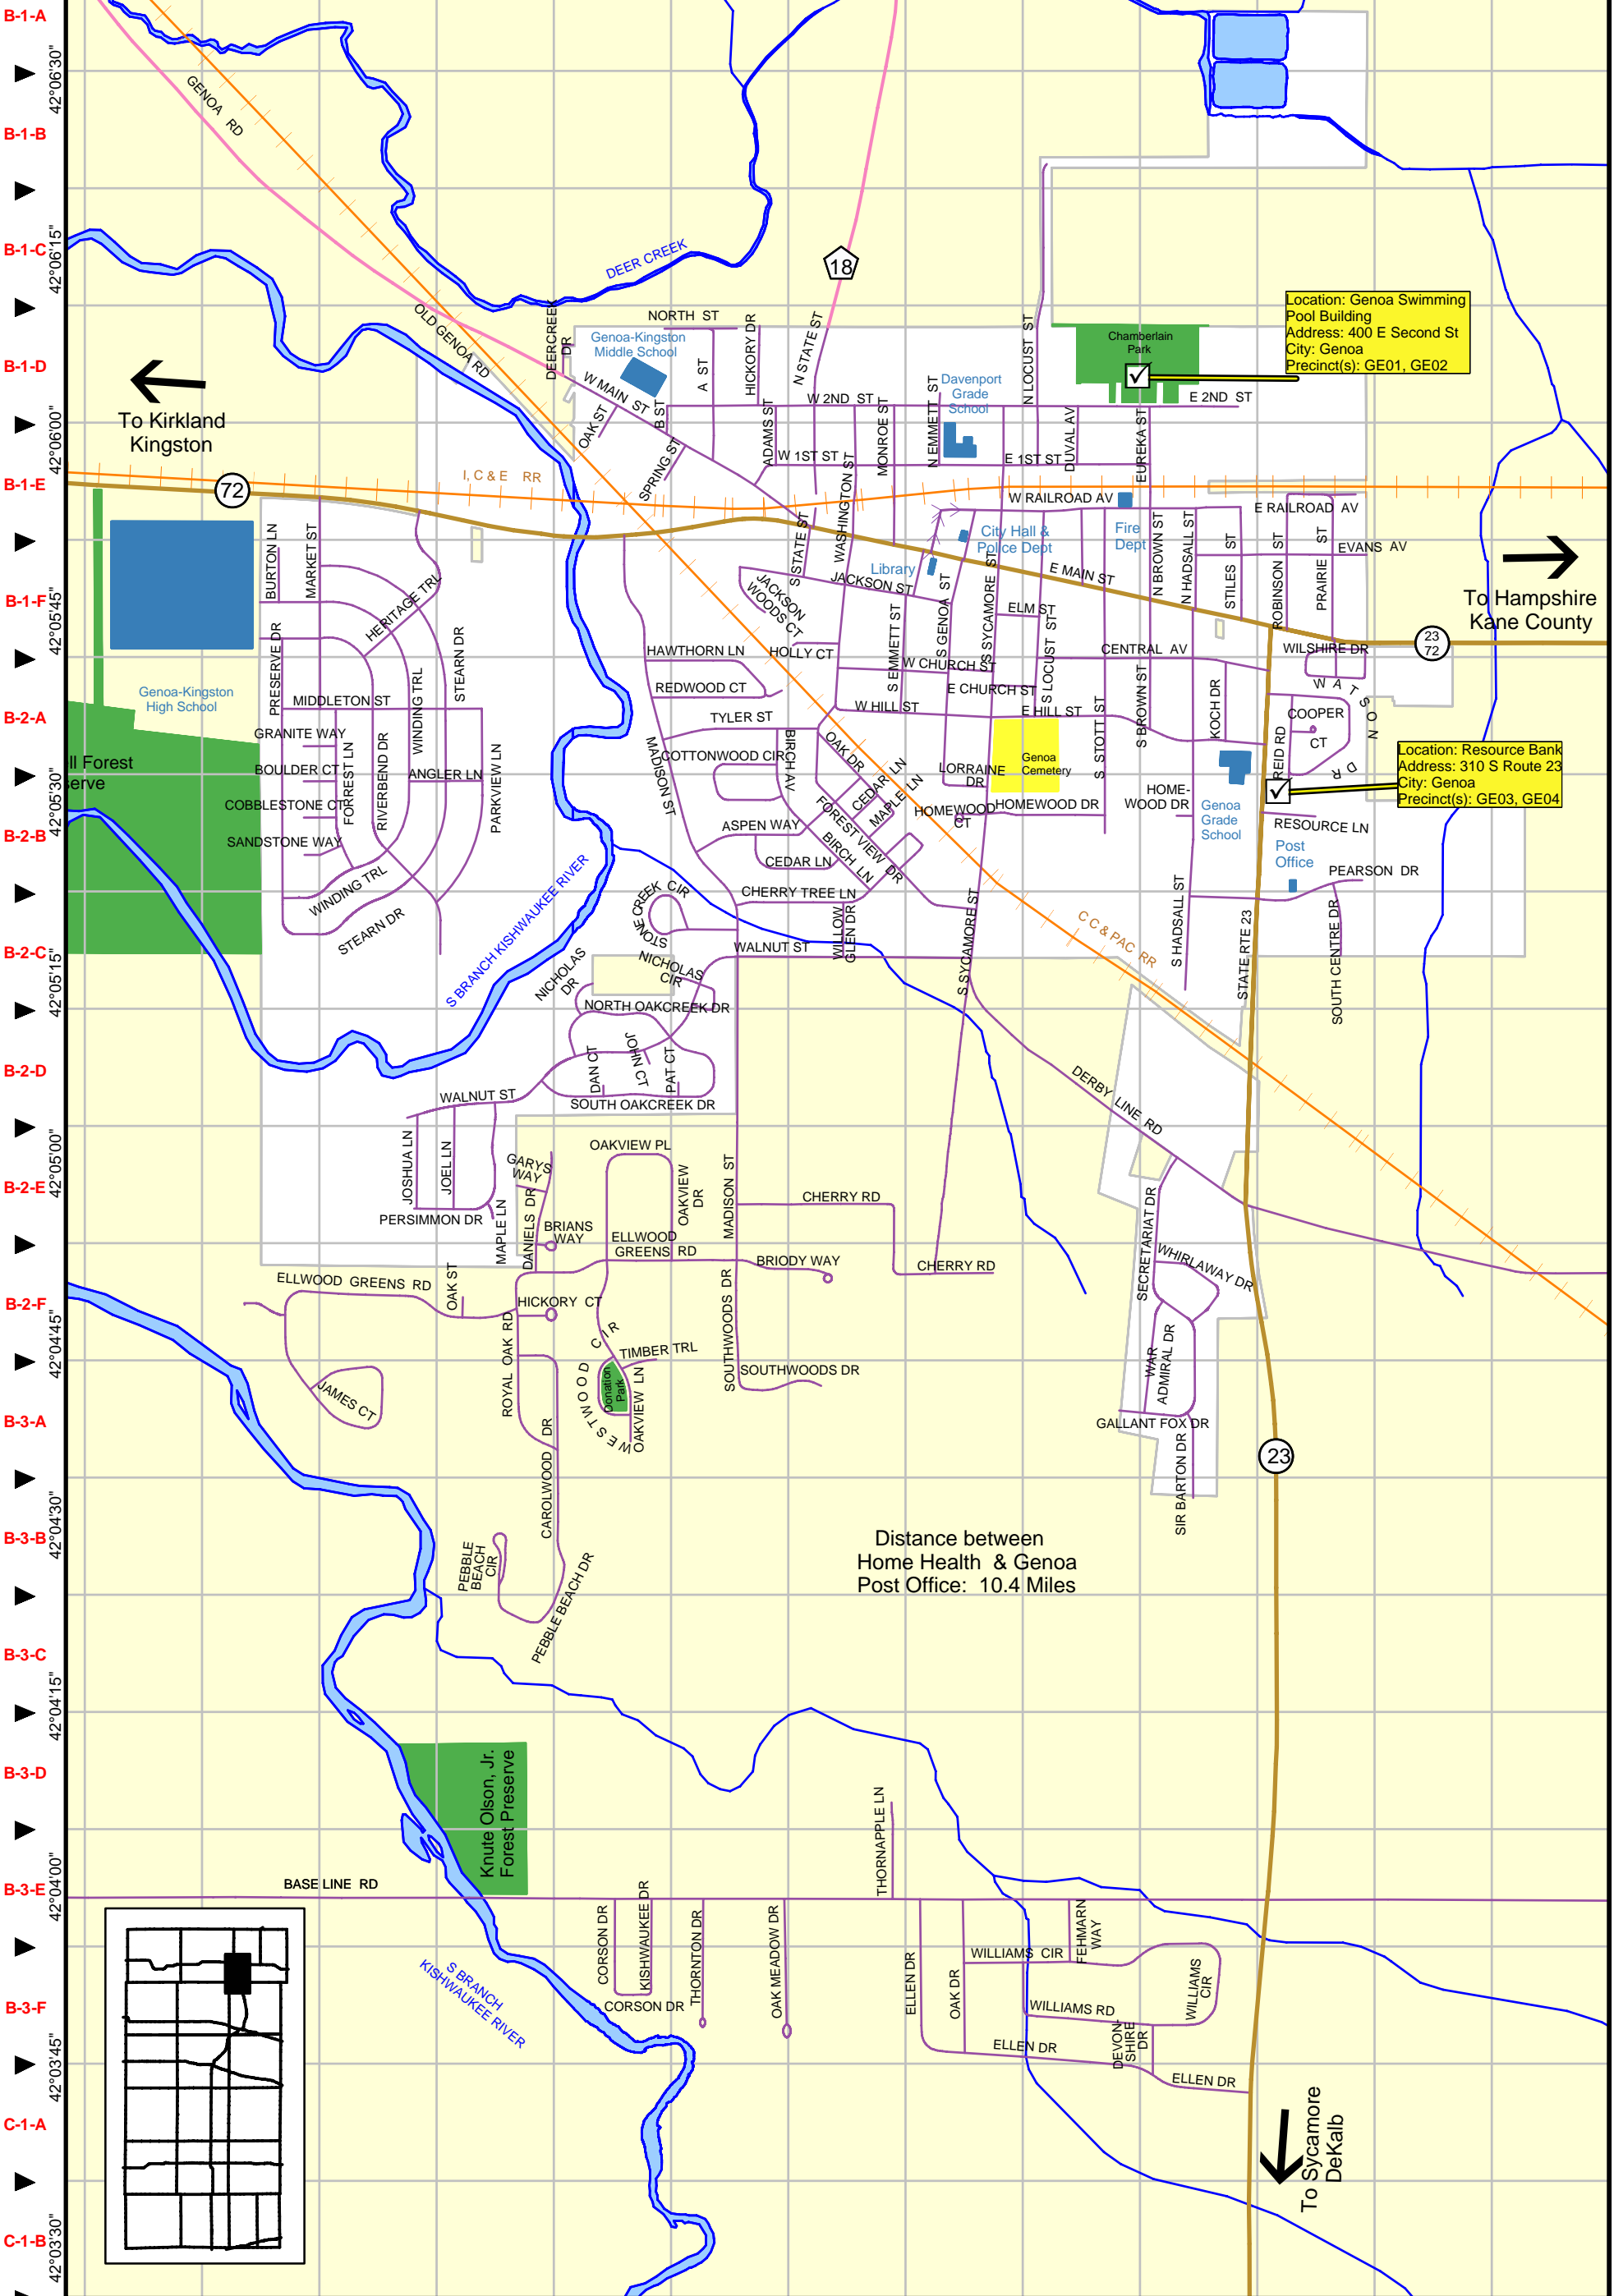 B-1-A
42°06'30"
B-1-B
42°06'15"
B-1-C
B-1-D
42°06'00"
B-1-E
B-1-F
42°05'45"
B-2-A
42°05'30"
B-2-B
B-2-C
42°05'15"
B-2-D
42°05'00"
B-2-E
B-2-F
42°04'45"
B-3-A
42°04'30"
B-3-B
B-3-C
42°04'15"
B-3-D
B-3-E
42°04'00"
B-3-F
42°03'45"
C-1-A
C-1-B
42°03'30"
GENOA RD
DEER CREEK
18
OLD GENOA RD
DEERCREEK
DR
NORTH ST
Genoa-Kingston
Middle School
A ST
HICKORY DR
N STATE ST
N LOCUST ST
Chamberlain
Park
Location: Genoa Swimming
Pool Building
Address: 400 E Second St
City: Genoa
Precinct(s): GE01, GE02
To Kirkland
Kingston
W MAIN ST
OAK ST
B ST
SPRING ST
ADAMS ST
W 2ND ST
MONROE ST
N EMMETT ST
Davenport
Grade
School
DUVAL AV
EUREKA ST
E 2ND ST
W 1ST ST
E 1ST ST
WASHINGTON ST
72
I, C & E RR
W RAILROAD AV
E RAILROAD AV
City Hall &
Police Dept
Fire
Dept
Library
E MAIN ST
N BROWN ST
N HADSALL ST
STILES ST
ROBINSON ST
PRAIRIE ST
EVANS AV
To Hampshire
Kane County
23
72
BURTON LN
MARKET ST
HERITAGE TRL
S STATE ST
JACKSON ST
JACKSON
WOODS CT
S EMMETT ST
S GENOA ST
S SYCAMORE ST
ELM ST
S LOCUST ST
CENTRAL AV
WILSHIRE DR
HAWTHORN LN
HOLLY CT
W CHURCH ST
E CHURCH ST
REDWOOD CT
W HILL ST
E HILL ST
S STOTT ST
S BROWN ST
KOCH DR
REID RD
WATSON
DR
COOPER
CT
Genoa-Kingston
High School
PRESERVE DR
MIDDLETON ST
WINDING TRL
STEARN DR
GRANITE WAY
BOULDER CT
COBBLESTONE CT
SANDSTONE WAY
FORREST LN
RIVERBEND DR
ANGLER LN
PARKVIEW LN
WINDING TRL
STEARN DR
ll Forest
serve
MADISON ST
TYLER ST
COTTONWOOD CIR
BIRCH AV
OAK DR
CEDAR LN
MAPLE LN
FOREST VIEW DR
BIRCH LN
ASPEN WAY
CEDAR LN
LORRAINE
DR
Genoa
Cemetery
HOMEWOOD
CT
HOMEWOOD DR
HOME-
WOOD DR
Genoa
Grade
School
Location: Resource Bank
Address: 310 S Route 23
City: Genoa
Precinct(s): GE03, GE04
RESOURCE LN
Post
Office
PEARSON DR
SOUTH CENTRE DR
STATE RTE 23
S HADSALL ST
C C & PAC RR
S BRANCH KISHWAUKEE RIVER
STONE CREEK CIR
CHERRY TREE LN
WILLOW
GLEN DR
WALNUT ST
S SYCAMORE ST
NICHOLAS
DR
NICHOLAS
CIR
NORTH OAKCREEK DR
DAN CT
JOHN CT
PAT CT
SOUTH OAKCREEK DR
WALNUT ST
DERBY LINE RD
JOSHUA LN
JOEL LN
PERSIMMON DR
MAPLE LN
GARYS
WAY
DANIELS DR
BRIANS
WAY
OAKVIEW PL
OAKVIEW
DR
ELLWOOD
GREENS RD
MADISON ST
CHERRY RD
CHERRY RD
BRIODY WAY
SECRETARIAT DR
WHIRLAWAY DR
ELLWOOD GREENS RD
OAK ST
HICKORY CT
ROYAL OAK RD
WESTWOOD CIR
TIMBER TRL
Donation
Park
OAKVIEW LN
SOUTHWOODS DR
SOUTHWOODS DR
JAMES CT
WAR
ADMIRAL DR
GALLANT FOX DR
SIR BARTON DR
23
CAROLWOOD DR
PEBBLE
BEACH
CIR
PEBBLE BEACH DR
Distance between
Home Health & Genoa
Post Office: 10.4 Miles
Knute Olson, Jr.
Forest Preserve
THORNAPPLE LN
BASE LINE RD
CORSON DR
KISHWAUKEE DR
CORSON DR
THORNTON DR
OAK MEADOW DR
ELLEN DR
OAK DR
WILLIAMS CIR
FEHMARN
WAY
WILLIAMS
CIR
WILLIAMS RD
DEVON-
SHIRE
DR
ELLEN DR
ELLEN DR
S BRANCH
KISHWAUKEE RIVER
To Sycamore
DeKalb